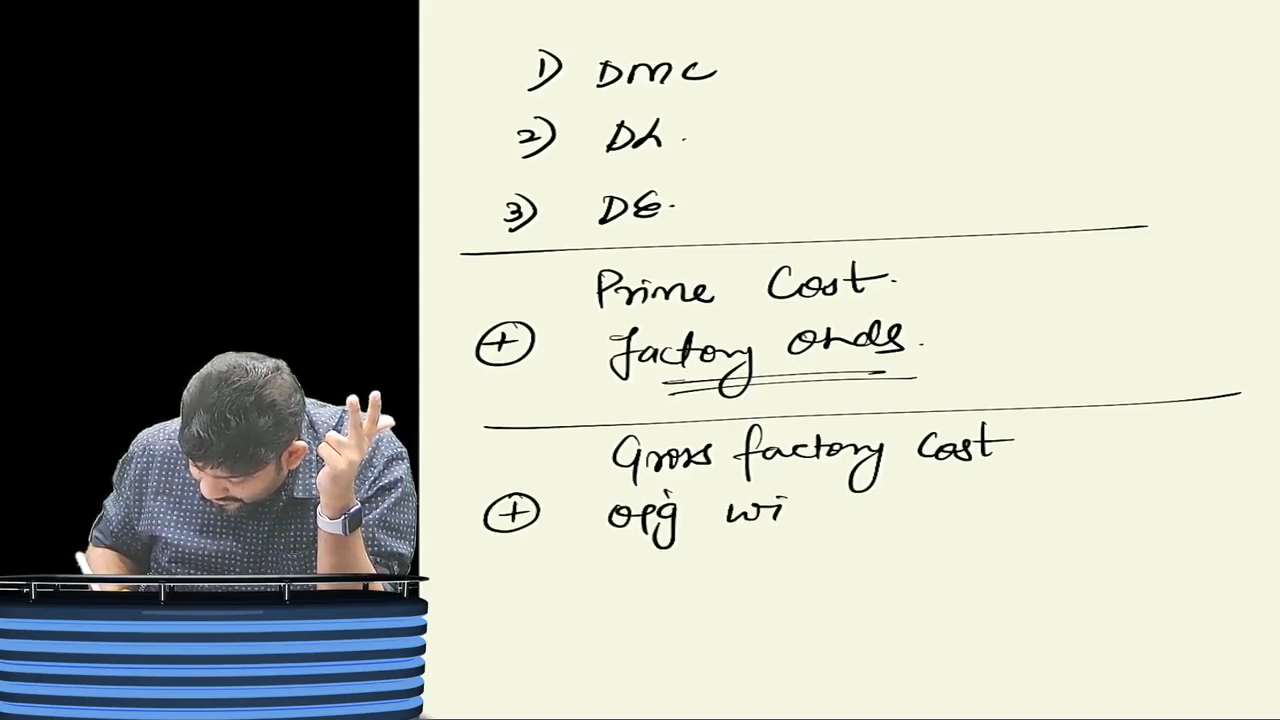 1) DMC
2) DL.
3) DE.
Prime Cost.
+ factory OHDS.
Gross factory Cost
+ opg wi